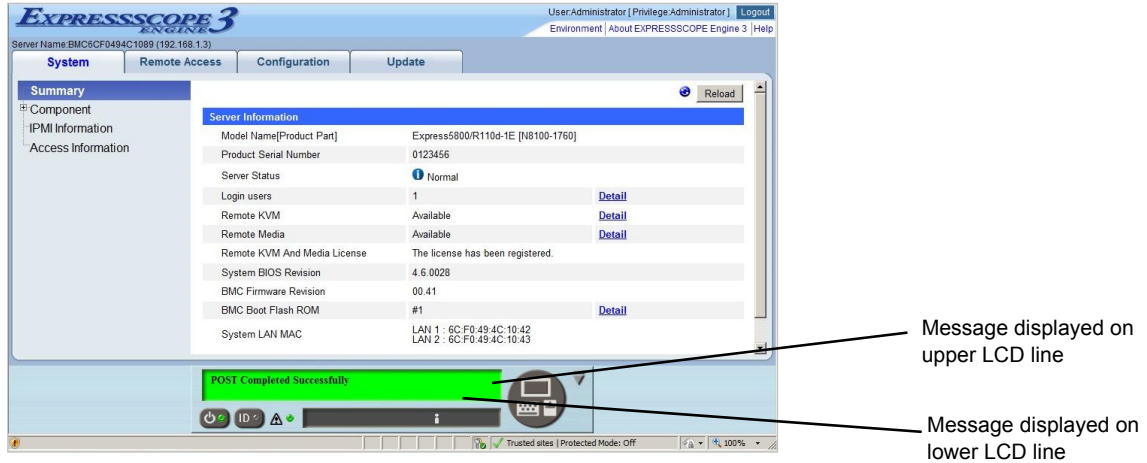 EXPRESSSCOPE
ENGINE 3
User:Administrator [ Privilege:Administrator ] Logout
Environment | About EXPRESSSCOPE Engine 3 | Help
Server Name:BMC6CF0494C1089 (192.168.1.3)
System Remote Access Configuration Update
Summary
Component
IPMI Information
Access Information
Reload
Server Information
Model Name[Product Part] Express5800/R110d-1E [N8100-1760]
Product Serial Number 0123456
Server Status Normal
Login users 1 Detail
Remote KVM Available Detail
Remote Media Available Detail
Remote KVM And Media License The license has been registered.
System BIOS Revision 4.6.0028
BMC Firmware Revision 00.41
BMC Boot Flash ROM #1 Detail
System LAN MAC LAN 1 : 6C:F0:49:4C:10:42
LAN 2 : 6C:F0:49:4C:10:43
POST Completed Successfully
ID
Trusted sites | Protected Mode: Off 100%
Message displayed on
upper LCD line
Message displayed on
lower LCD line